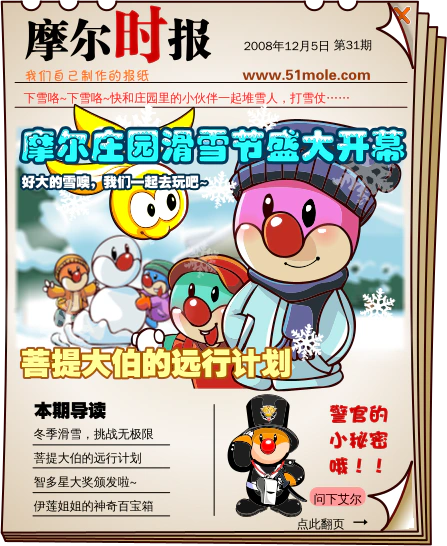 摩尔时报
2008年12月5日 第31期
我们自己制作的报纸
www.51mole.com
下雪咯~下雪咯~快和庄园里的小伙伴一起堆雪人，打雪仗……
摩尔庄园滑雪节盛大开幕
好大的雪噢，我们一起去玩吧~
菩提大伯的远行计划
本期导读
冬季滑雪，挑战无极限
菩提大伯的远行计划
智多星大奖颁发啦~
伊莲姐姐的神奇百宝箱
警官的
小秘密
哦！！
问下艾尔
点此翻页 →